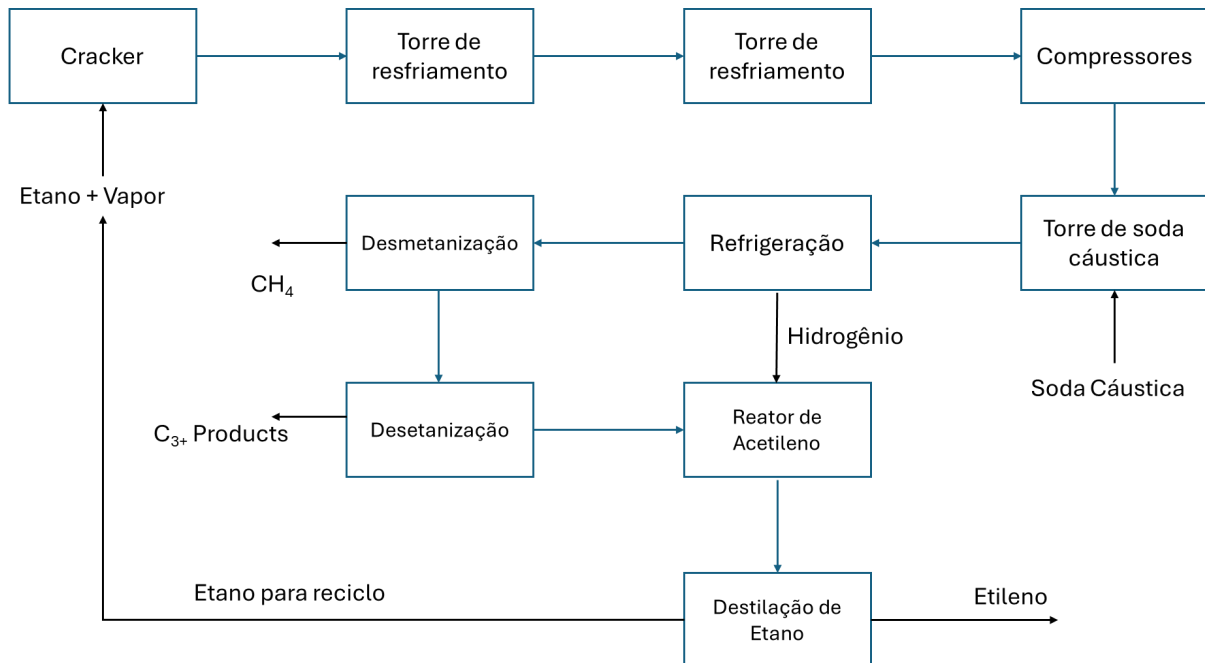 Cracker
Torre de
resfriamento
Torre de
resfriamento
Compressores
Etano + Vapor
Desmetanização
Refrigeração
Torre de soda
cáustica
CH₄
Hidrogênio
Soda Cáustica
C₃₊ Products
Desetanização
Reator de
Acetileno
Etano para reciclo
Destilação de
Etano
Etileno